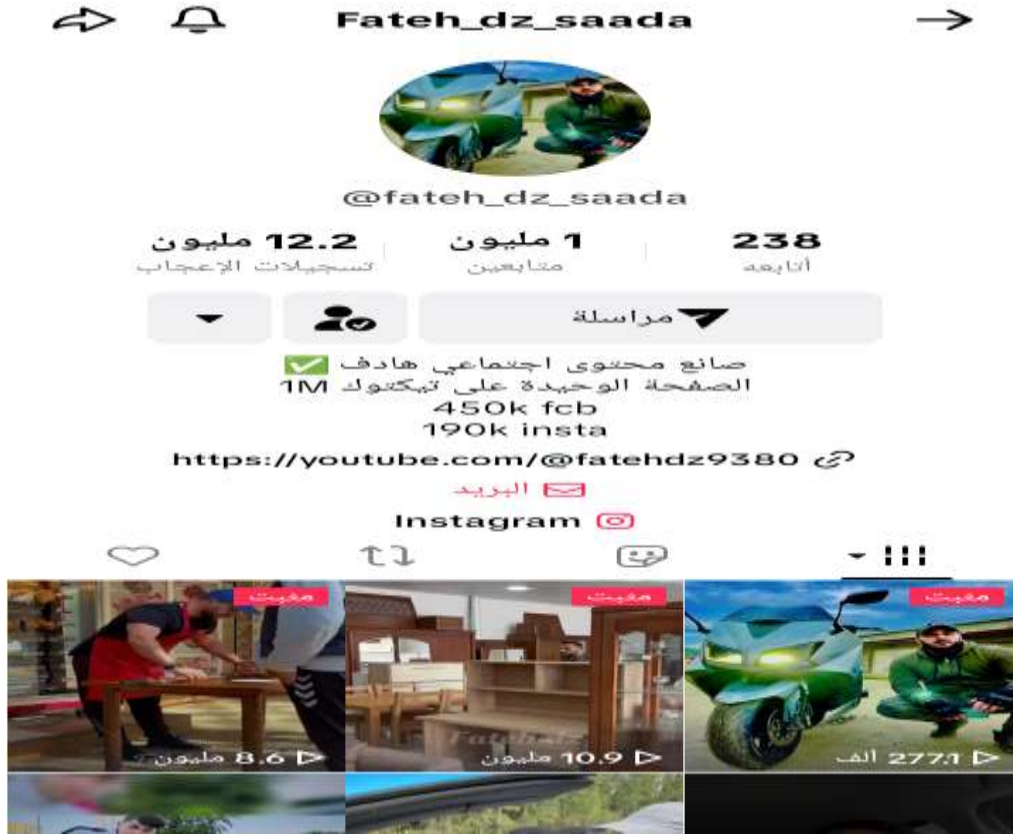 Fateh_dz_saada
@fateh_dz_saada
238 1 مليون 12.2 مليون
أتابعه متابعين تسجيلات الإعجاب
مراسلة
صانع محتوى اجتماعي هادف ✅
الصفحة الوحيدة على تيكتوك 1M
450k fcb
190k insta
https://youtube.com/@fatehdz9380
البريد
Instagram
مثبت مثبت مثبت
Fatehdz
277.1 ألف 10.9 مليون 8.6 مليون